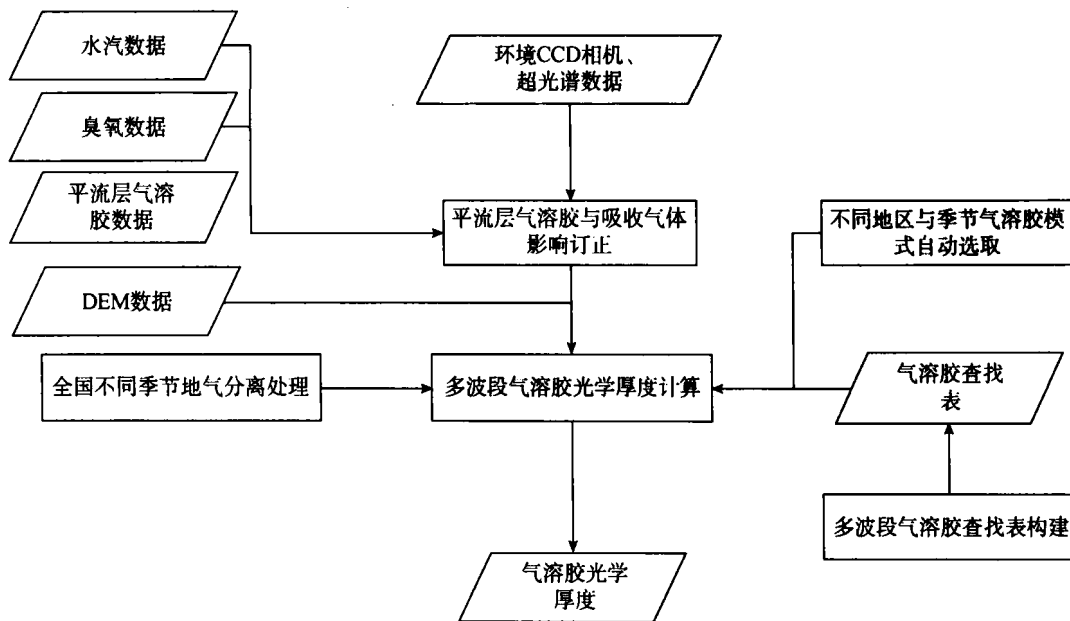 水汽数据
环境CCD相机、
超光谱数据
臭氧数据
平流层气溶
胶数据
平流层气溶胶与吸收气体
影响订正
不同地区与季节气溶胶模
式自动选取
DEM数据
全国不同季节地气分离处理
多波段气溶胶光学厚度计算
气溶胶查找
表
多波段气溶胶查找表构建
气溶胶光学
厚度